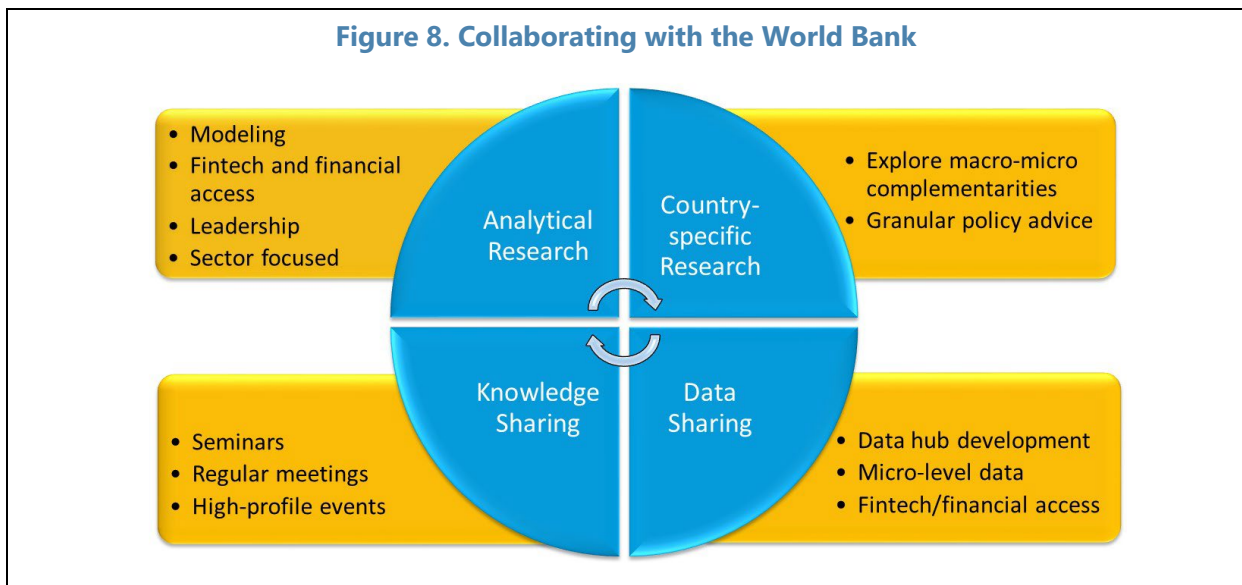 Figure 8. Collaborating with the World Bank
• Modeling
• Fintech and financial
access
• Leadership
• Sector focused
Analytical
Research
Country-
specific
Research
• Explore macro-micro
complementarities
• Granular policy advice
• Seminars
• Regular meetings
• High-profile events
Knowledge
Sharing
Data
Sharing
• Data hub development
• Micro-level data
• Fintech/financial access